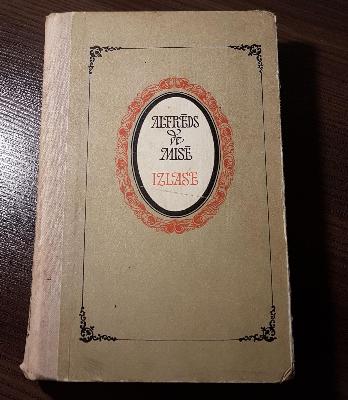 ALFRĒDS
de
MISĒ
IZLASE